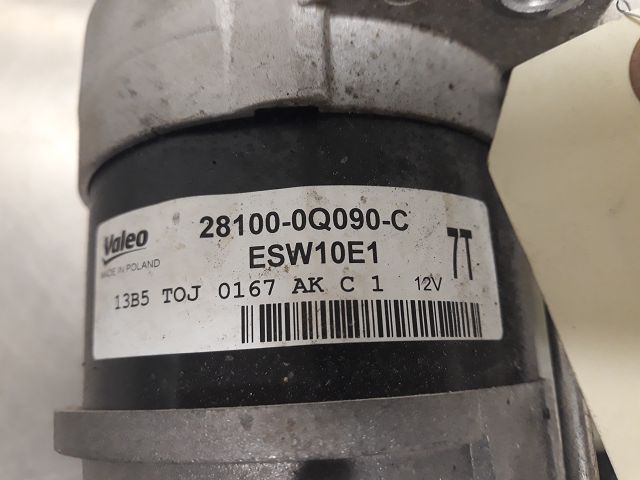 Valeo
MADE IN POLAND
28100-0Q090-C
ESW10E1
7T
13B5 TOJ 0167 AK C 1 12V